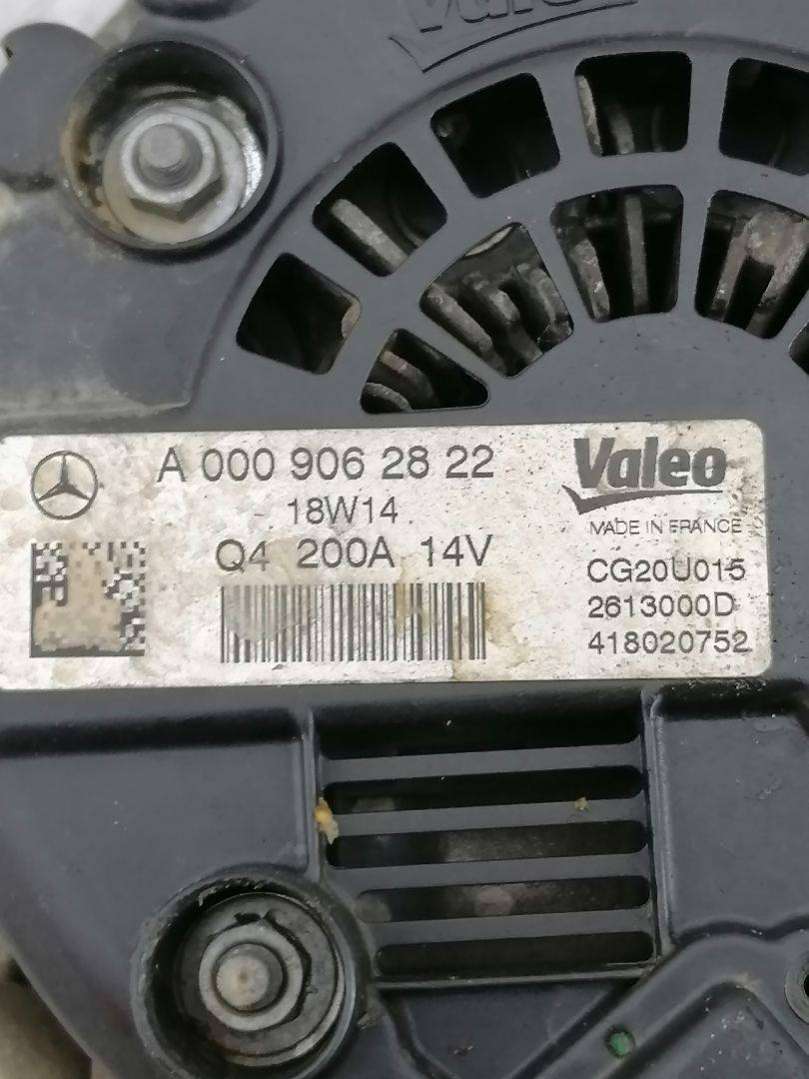 Valeo
A 000 906 28 22
18W14
Q4 200A 14V
Valeo
MADE IN FRANCE
CG20U015
2613000D
418020752